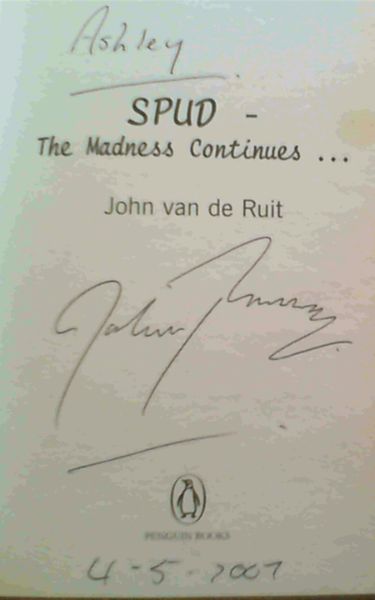 Ashley
SPUD -
The Madness Continues ...
John van de Ruit
PENGUIN BOOKS
4-5-2007